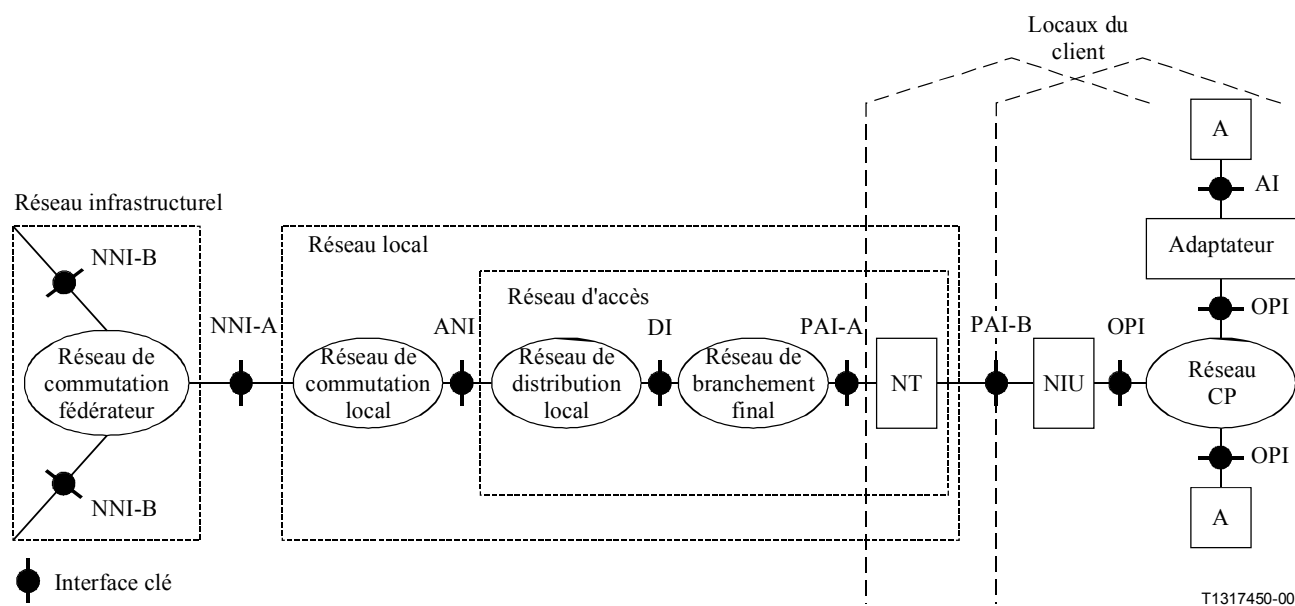 Locaux du
client
A
AI
Réseau infrastructurel
NNI-B
Réseau local
Adaptateur
Réseau d'accès
OPI
NNI-A
ANI
DI
PAI-A
PAI-B
OPI
Réseau de
commutation
fédérateur
Réseau de
commutation
local
Réseau de
distribution
local
Réseau de
branchement
final
NT
NIU
Réseau
CP
OPI
NNI-B
A
Interface clé
T1317450-00